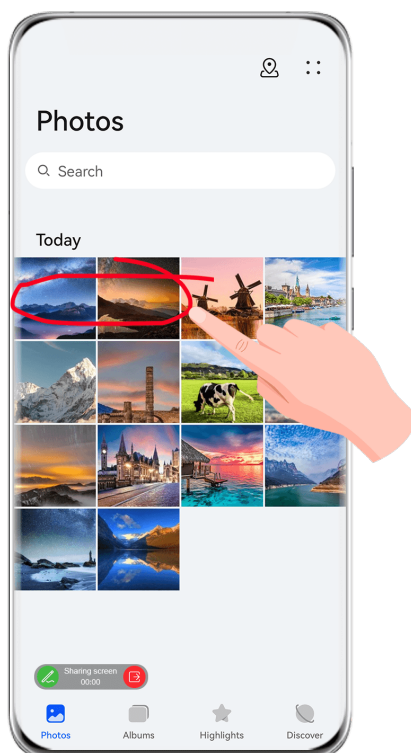 Photos
Search
Today
Sharing screen
00:00
Photos Albums Highlights Discover